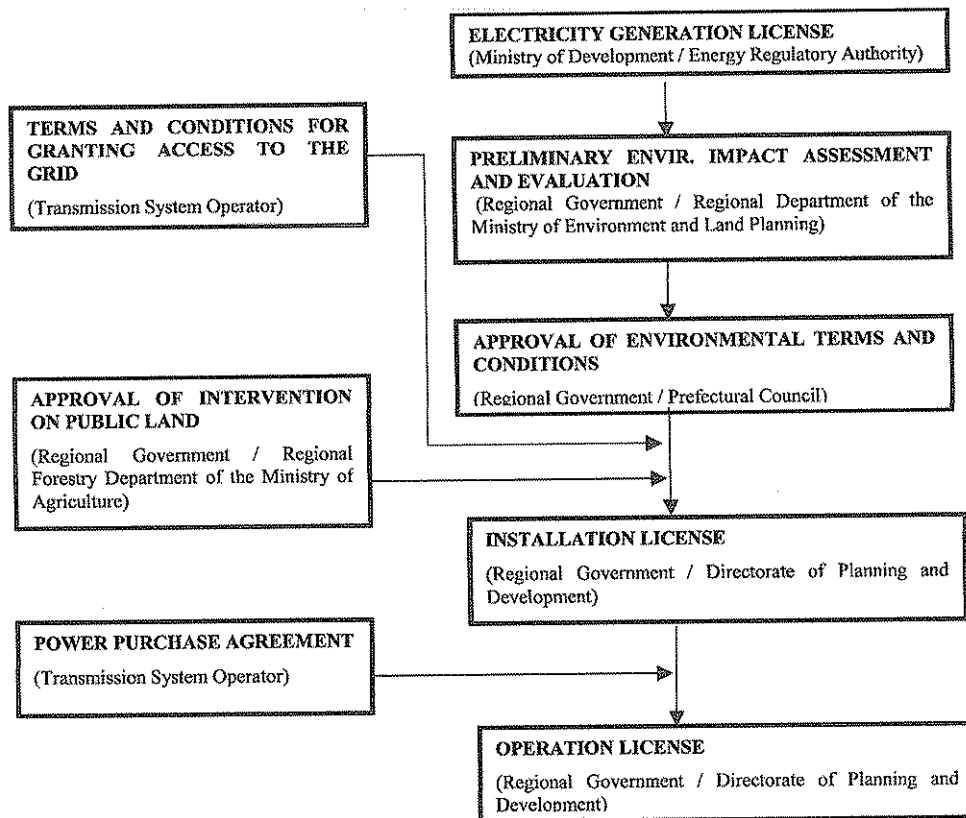 ELECTRICITY GENERATION LICENSE
(Ministry of Development / Energy Regulatory Authority)
TERMS AND CONDITIONS FOR
GRANTING ACCESS TO THE
GRID
(Transmission System Operator)
PRELIMINARY ENVIR. IMPACT ASSESSMENT
AND EVALUATION
(Regional Government / Regional Department of the
Ministry of Environment and Land Planning)
APPROVAL OF ENVIRONMENTAL TERMS AND
CONDITIONS
(Regional Government / Prefectural Council)
APPROVAL OF INTERVENTION
ON PUBLIC LAND
(Regional Government / Regional
Forestry Department of the Ministry of
Agriculture)
INSTALLATION LICENSE
(Regional Government / Directorate of Planning and
Development)
POWER PURCHASE AGREEMENT
(Transmission System Operator)
OPERATION LICENSE
(Regional Government / Directorate of Planning and
Development)